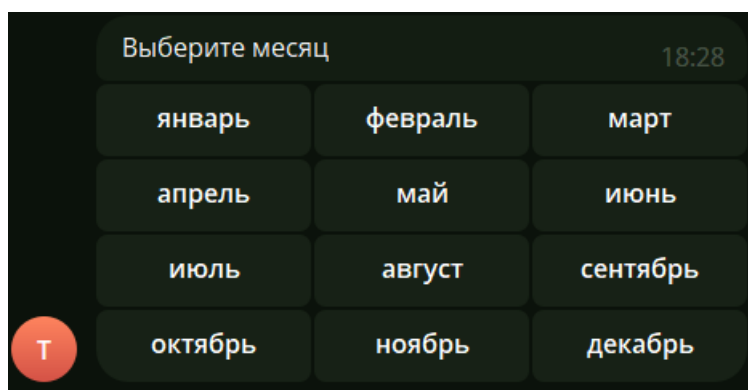 Выберите месяц 18:28
январь февраль март
апрель май июнь
июль август сентябрь
Т октябрь ноябрь декабрь